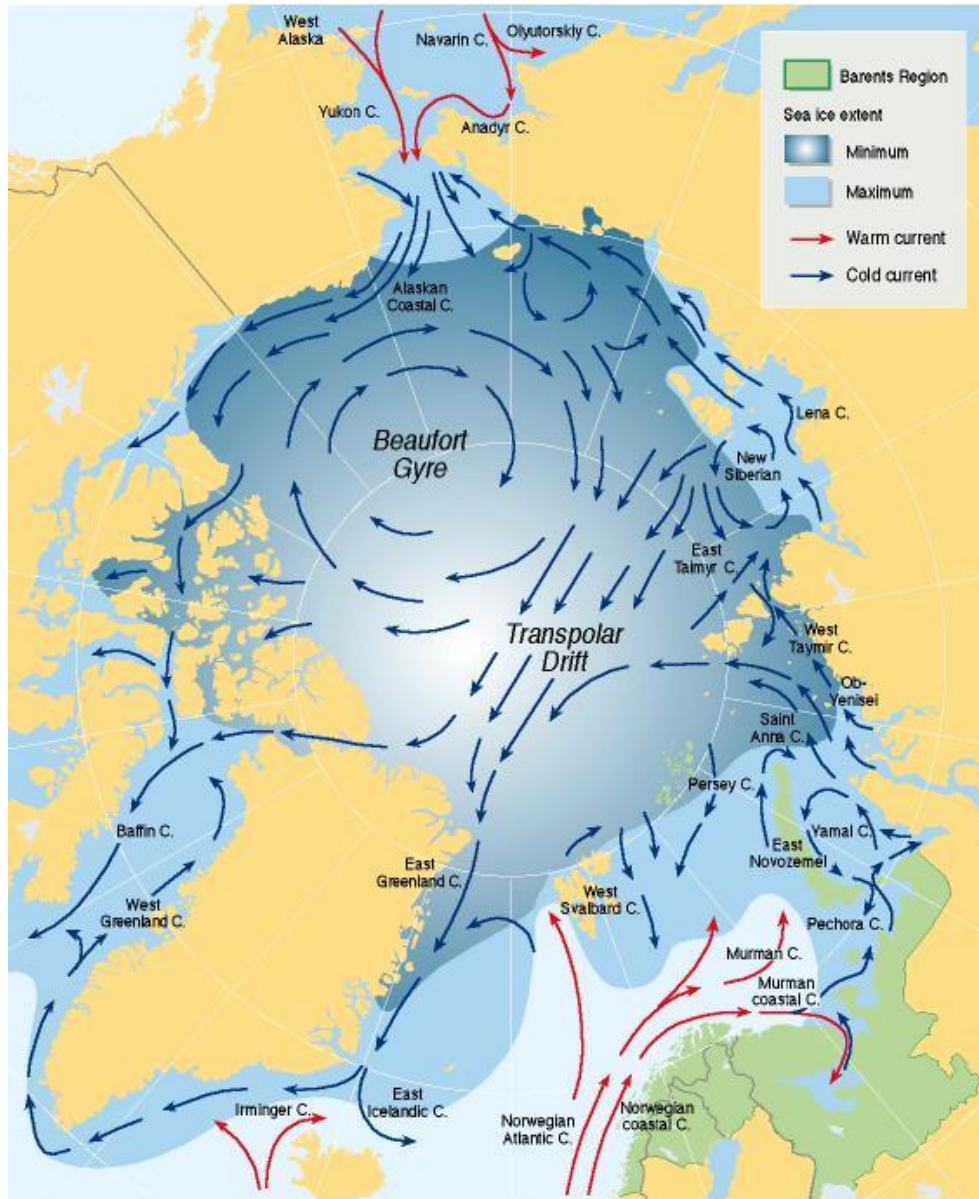 West
Alaska
Navarin C.
Olyutorskiy C.
Yukon C.
Anadyr C.
Barents Region
Sea ice extent
Minimum
Maximum
Warm current
Cold current
Alaskan
Coastal C.
Beaufort
Gyre
Lena C.
New
Siberian
East
Taimyr C.
Transpolar
Drift
West
Taymir C.
Ob-
Yenisei
Saint
Anna C.
Persey C.
Baffin C.
Yamal C.
East
Novozemel
East
Greenland C.
West
Greenland C.
West
Svalbard C.
Pechora C.
Murman C.
Murman
coastal C.
Irminger C.
East
Icelandic C.
Norwegian
Atlantic C.
Norwegian
coastal C.